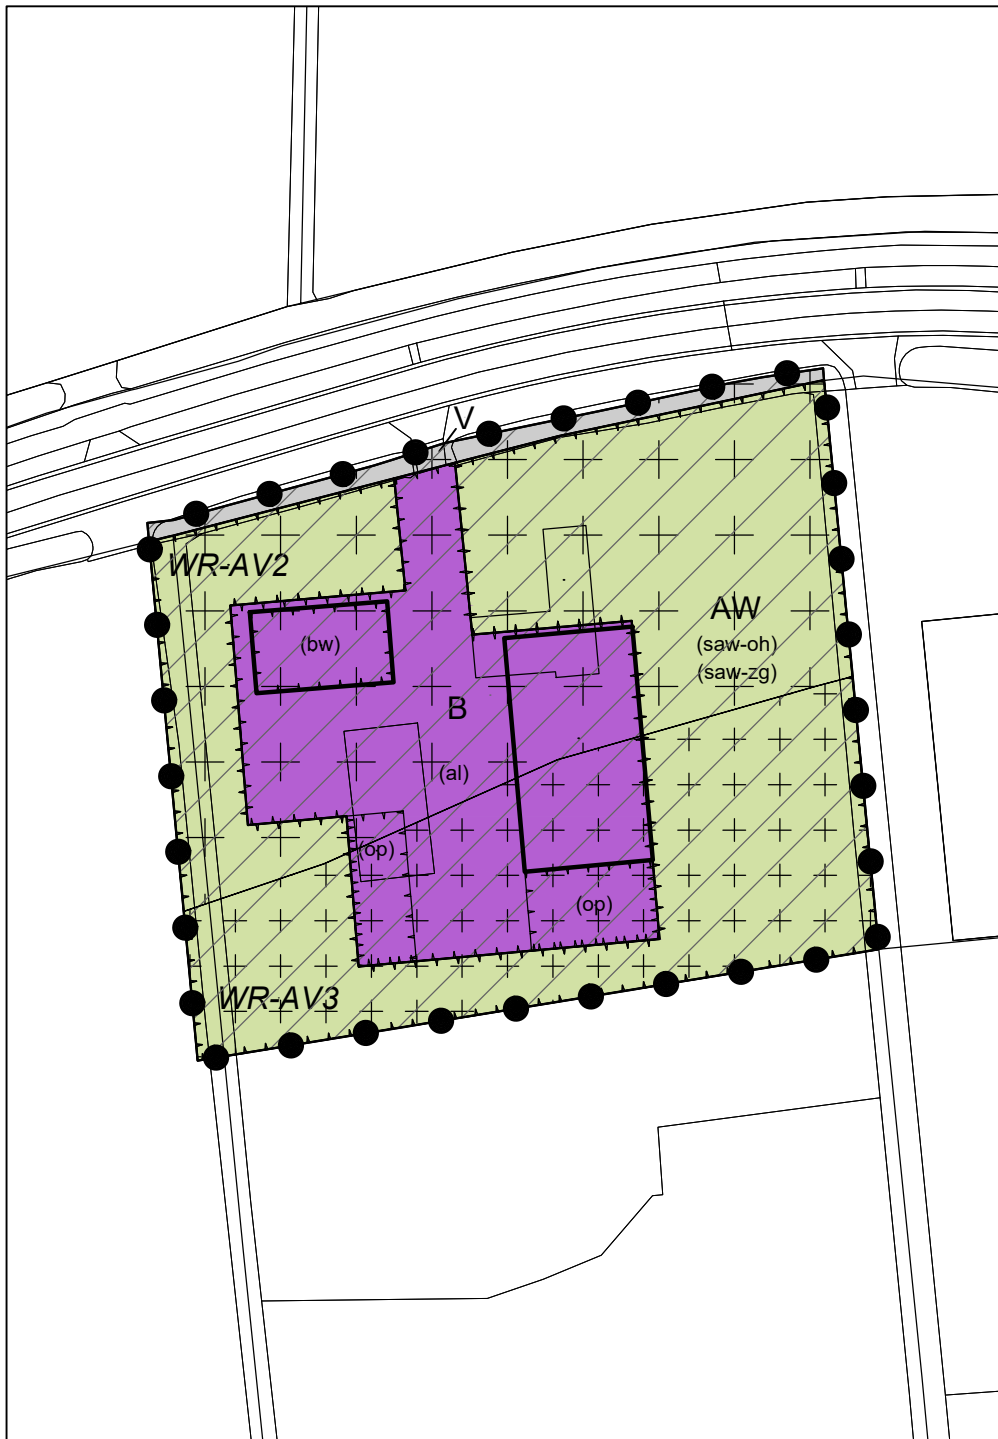 V
WR-AV2
AW
(saw-oh)
(saw-zg)
(bw)
B
(al)
(op)
(op)
WR-AV3